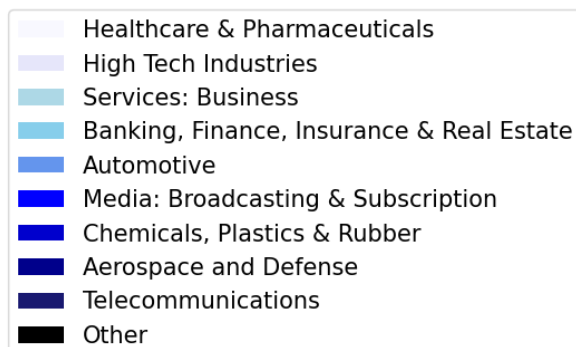 Healthcare & Pharmaceuticals
High Tech Industries
Services: Business
Banking, Finance, Insurance & Real Estate
Automotive
Media: Broadcasting & Subscription
Chemicals, Plastics & Rubber
Aerospace and Defense
Telecommunications
Other